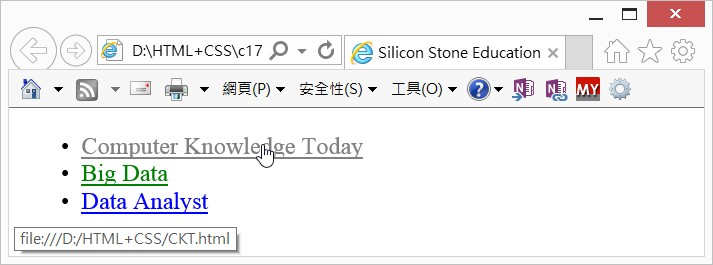 D:\HTML+CSS\c17
Silicon Stone Education
網頁(P) 安全性(S) 工具(O) ? N N MY
• Computer Knowledge Today
• Big Data
• Data Analyst
file:///D:/HTML+CSS/CKT.html